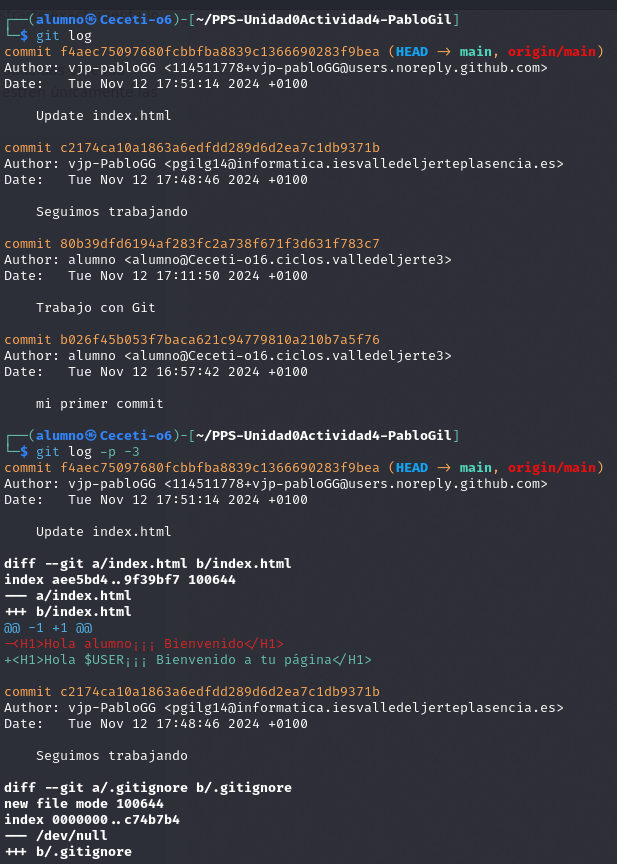 ┌──(alumno㉿Ceceti-o6)-[~/PPS-Unidad0Actividad4-PabloGil]
└─$ git log
commit f4aec75097680fcbbfba8839c1366690283f9bea (HEAD -> main, origin/main)
Author: vjp-pabloGG <114511778+vjp-pabloGG@users.noreply.github.com>
Date:   Tue Nov 12 17:51:14 2024 +0100
    Update index.html
commit c2174ca10a1863a6edfdd289d6d2ea7c1db9371b
Author: vjp-PabloGG <pgilg14@informatica.iesvalledeljerteplasencia.es>
Date:   Tue Nov 12 17:48:46 2024 +0100
    Seguimos trabajando
commit 80b39dfd6194af283fc2a738f671f3d631f783c7
Author: alumno <alumno@Ceceti-o16.ciclos.valledeljerte3>
Date:   Tue Nov 12 17:11:50 2024 +0100
    Trabajo con Git
commit b026f45b053f7baca621c94779810a210b7a5f76
Author: alumno <alumno@Ceceti-o16.ciclos.valledeljerte3>
Date:   Tue Nov 12 16:57:42 2024 +0100
    mi primer commit
┌──(alumno㉿Ceceti-o6)-[~/PPS-Unidad0Actividad4-PabloGil]
└─$ git log -p -3
commit f4aec75097680fcbbfba8839c1366690283f9bea (HEAD -> main, origin/main)
Author: vjp-pabloGG <114511778+vjp-pabloGG@users.noreply.github.com>
Date:   Tue Nov 12 17:51:14 2024 +0100
    Update index.html
diff --git a/index.html b/index.html
index aee5bd4..9f39bf7 100644
--- a/index.html
+++ b/index.html
@@ -1 +1 @@
-<H1>Hola alumno¡¡¡ Bienvenido</H1>
+<H1>Hola $USER¡¡¡ Bienvenido a tu página</H1>
commit c2174ca10a1863a6edfdd289d6d2ea7c1db9371b
Author: vjp-PabloGG <pgilg14@informatica.iesvalledeljerteplasencia.es>
Date:   Tue Nov 12 17:48:46 2024 +0100
    Seguimos trabajando
diff --git a/.gitignore b/.gitignore
new file mode 100644
index 0000000..c74b7b4
--- /dev/null
+++ b/.gitignore